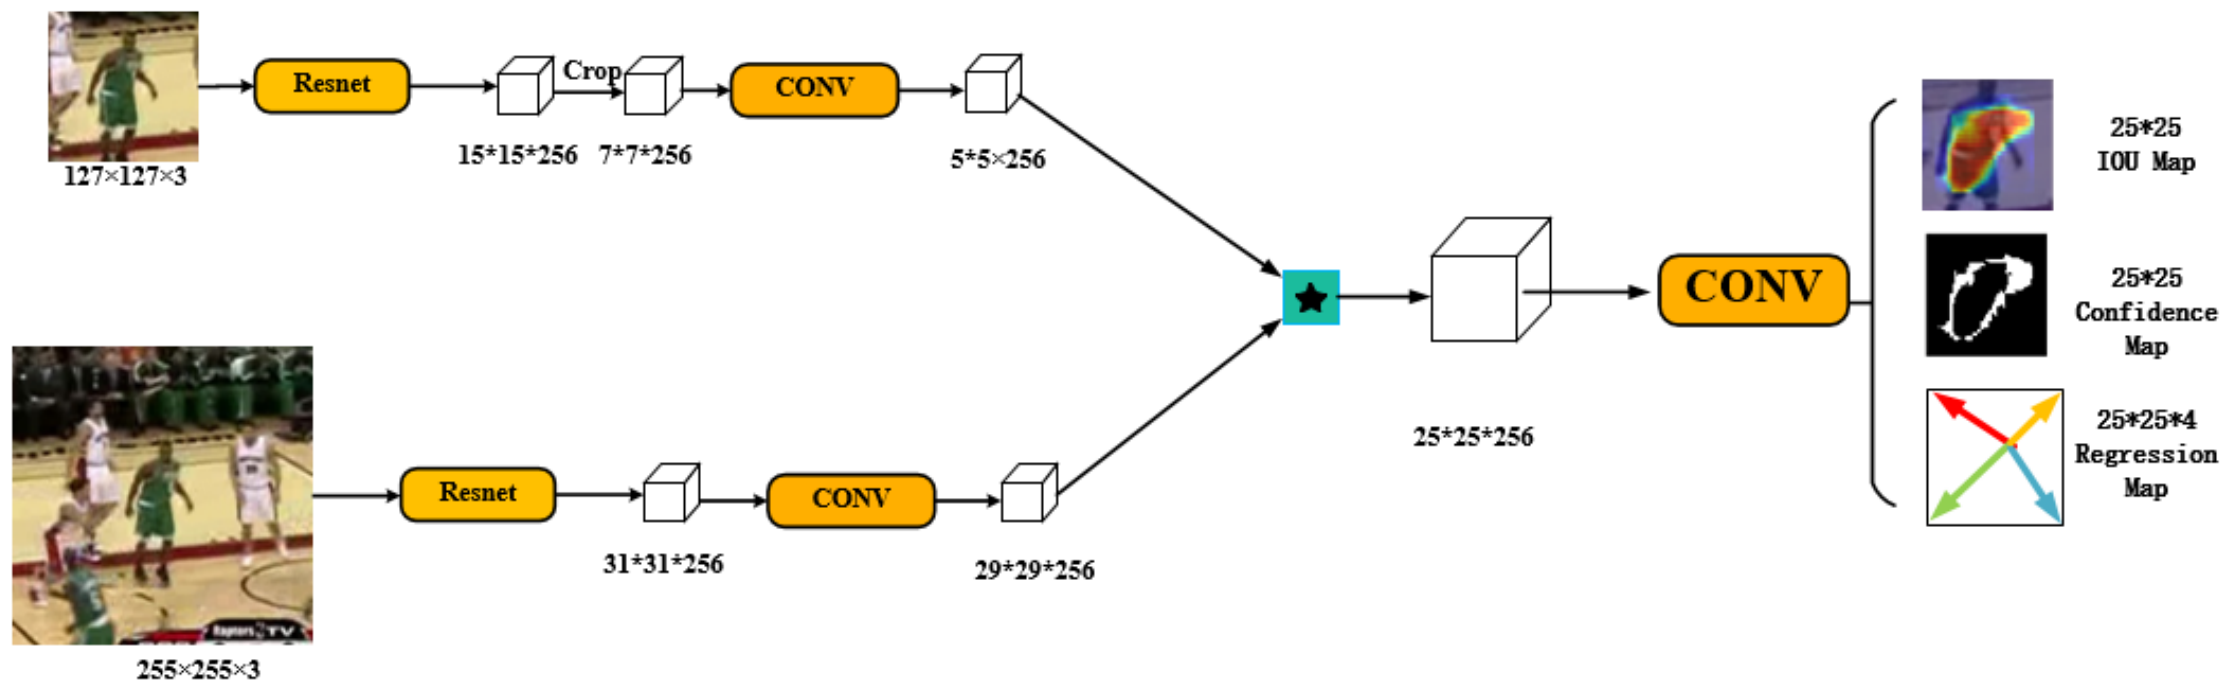 Resnet
Crop
CONV
127×127×3
15*15*256
7*7*256
5*5×256
25*25
IOU Map
CONV
25*25
Confidence
Map
25*25*256
25*25*4
Regression
Map
Resnet
CONV
31*31*256
29*29*256
Raptors TV
255×255×3